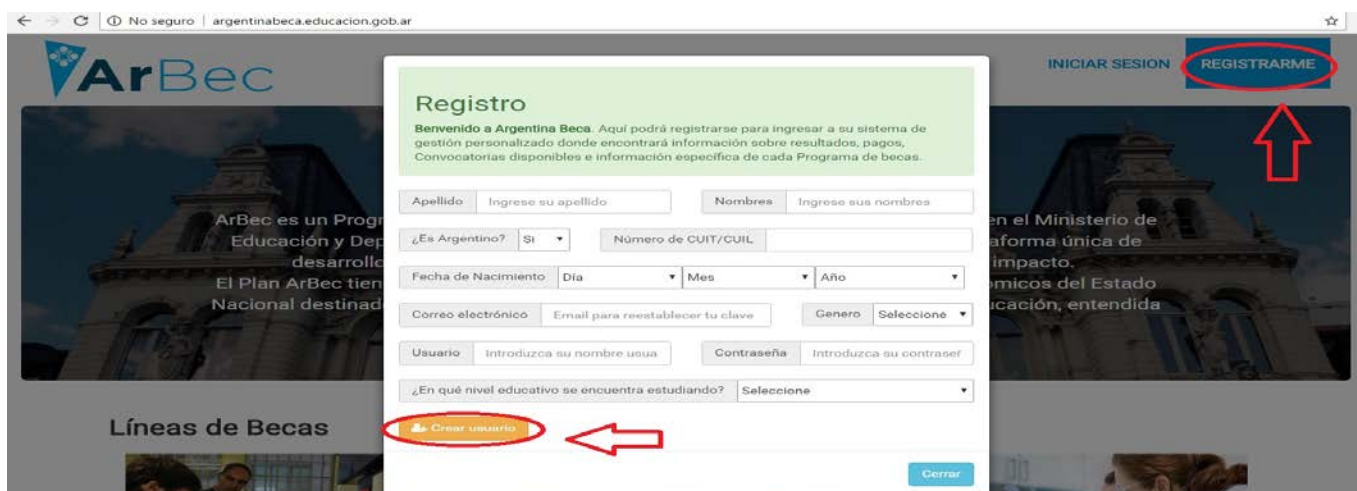 No seguro | argentinabeca.educacion.gob.ar
ArBec
INICIAR SESION
REGISTRARME
Registro
Benvenido a Argentina Beca. Aquí podrá registrarse para ingresar a su sistema de
gestión personalizado donde encontrará información sobre resultados, pagos,
Convocatorias disponibles e información específica de cada Programa de becas.
Apellido Ingrese su apellido Nombres Ingrese sus nombres
¿Es Argentino? Si Número de CUIT/CUIL
Fecha de Nacimiento Día Mes Año
Correo electrónico Email para reestablecer tu clave Genero Seleccione
Usuario Introduzca su nombre usua Contraseña Introduzca su contraser
¿En qué nivel educativo se encuentra estudiando? Seleccione
Crear usuario
Cerrar
ArBec es un Progr en el Ministerio de
Educación y Dep aforma única de
desarrollo impacto.
El Plan ArBec tien micos del Estado
Nacional destinad cación, entendida
Líneas de Becas